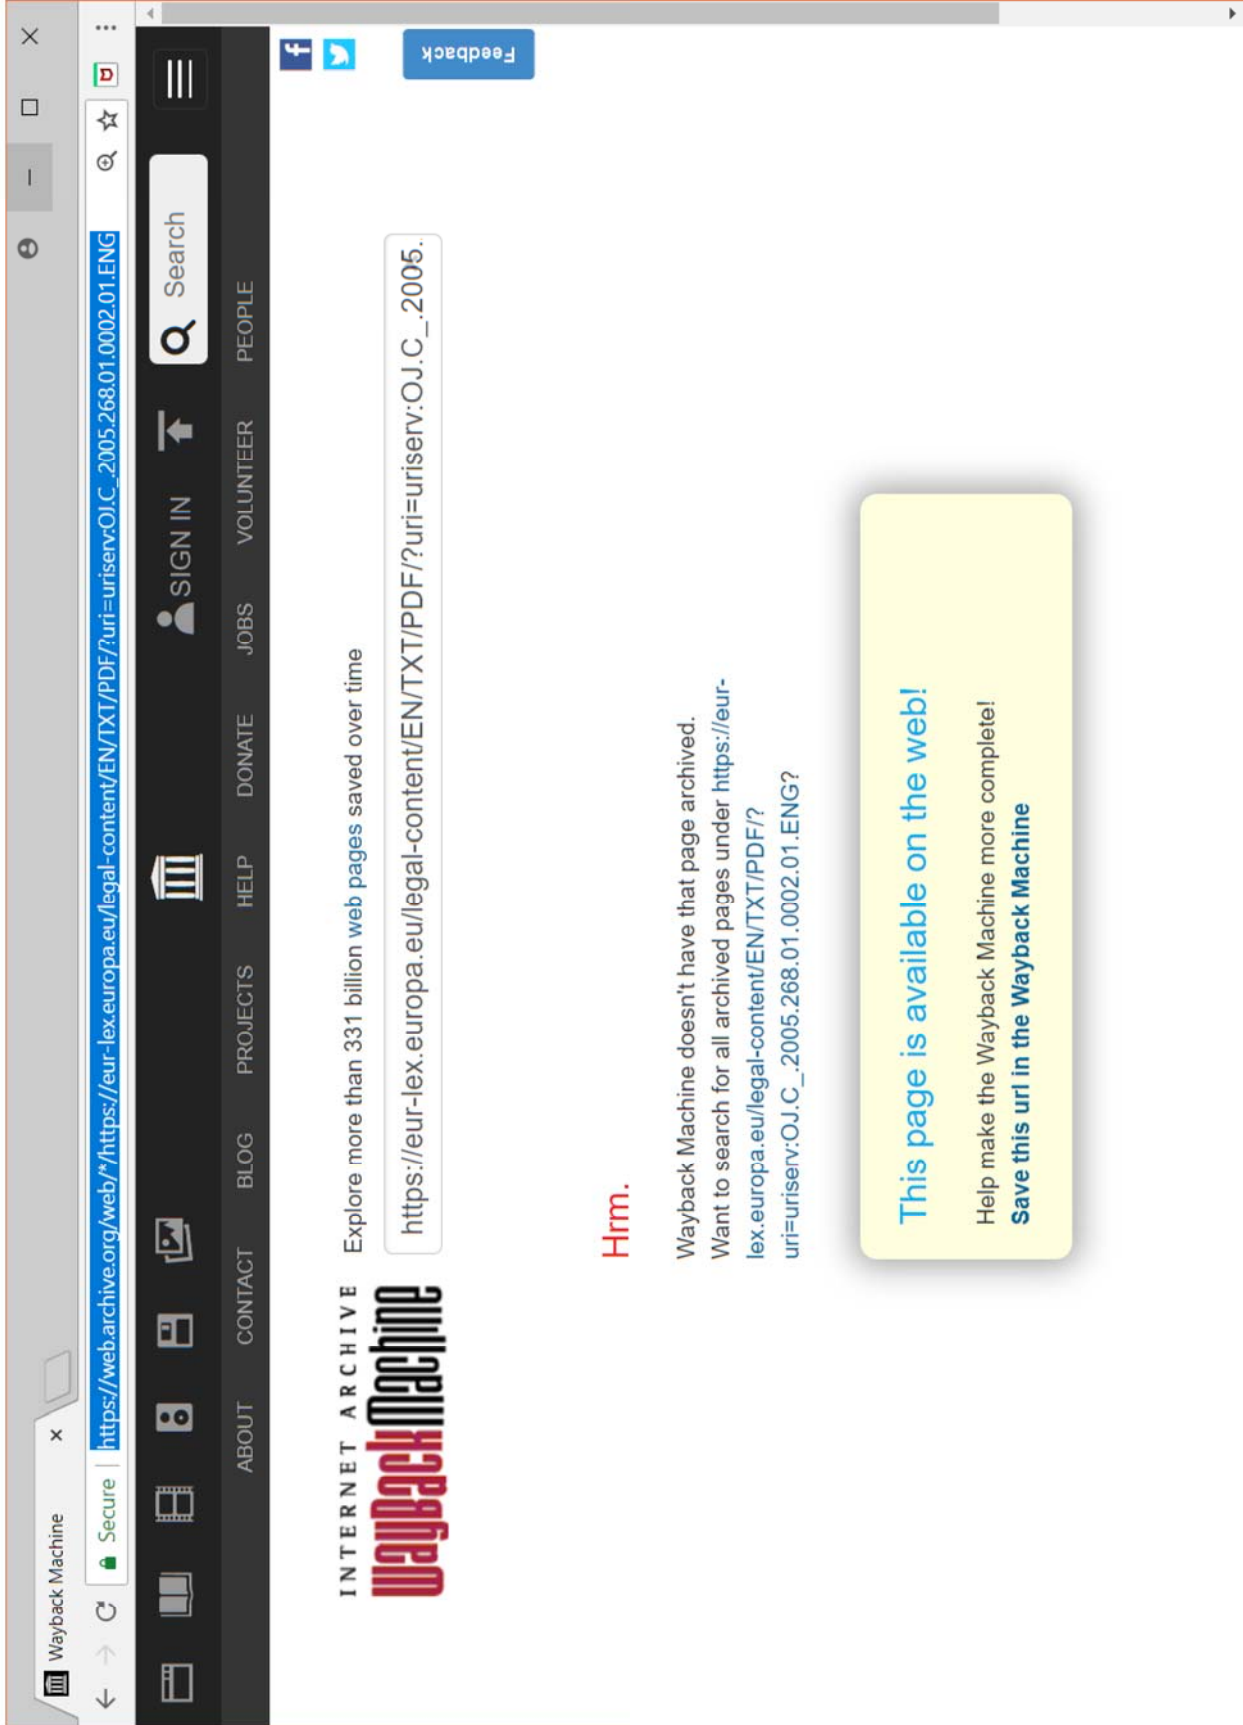 Wayback Machine
Secure | https://web.archive.org/web/*/https://eur-lex.europa.eu/legal-content/EN/TXT/PDF/?uri=uriserv:OJ.C_.2005.268.01.0002.01.ENG
SIGN IN
Search
ABOUT CONTACT BLOG PROJECTS HELP DONATE JOBS VOLUNTEER PEOPLE
INTERNET ARCHIVE
WayBackMachine
Explore more than 331 billion web pages saved over time
https://eur-lex.europa.eu/legal-content/EN/TXT/PDF/?uri=uriserv:OJ.C_.2005.
Feedback
Hrm.
Wayback Machine doesn't have that page archived.
Want to search for all archived pages under https://eur-
lex.europa.eu/legal-content/EN/TXT/PDF/?
uri=uriserv:OJ.C_.2005.268.01.0002.01.ENG?
This page is available on the web!
Help make the Wayback Machine more complete!
Save this url in the Wayback Machine